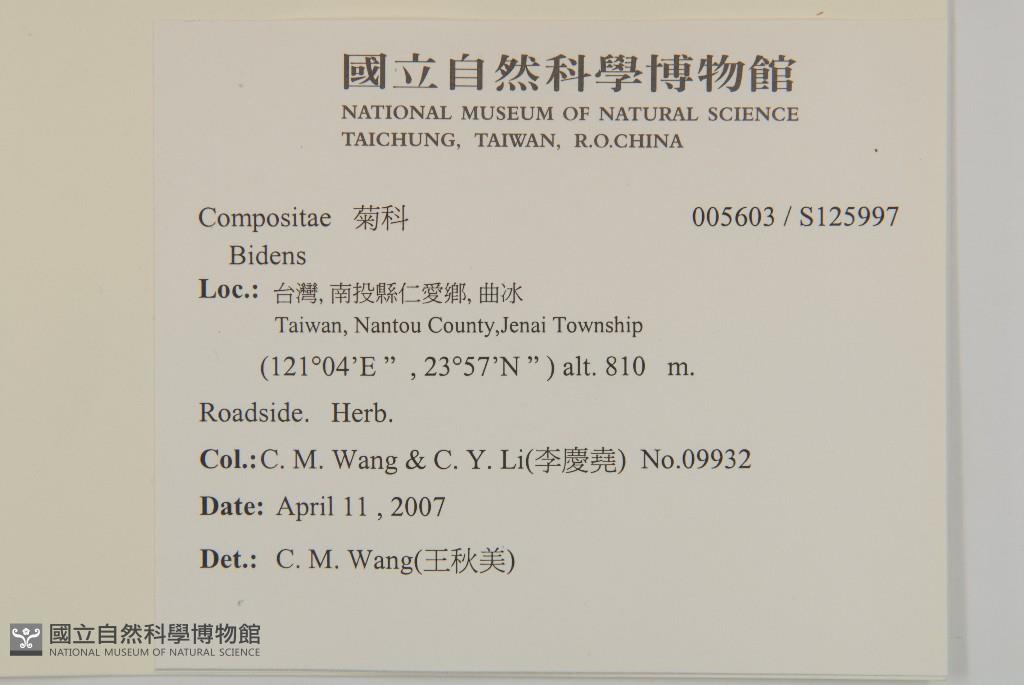 國立自然科學博物館
NATIONAL MUSEUM OF NATURAL SCIENCE
TAICHUNG, TAIWAN, R.O.CHINA
Compositae 菊科 005603 / S125997
Bidens
Loc.: 台灣, 南投縣仁愛鄉, 曲冰
Taiwan, Nantou County,Jenai Township
(121°04’E ” , 23°57’N ” ) alt. 810 m.
Roadside. Herb.
Col.: C. M. Wang & C. Y. Li(李慶堯) No.09932
Date: April 11 , 2007
Det.: C. M. Wang(王秋美)
國立自然科學博物館
NATIONAL MUSEUM OF NATURAL SCIENCE